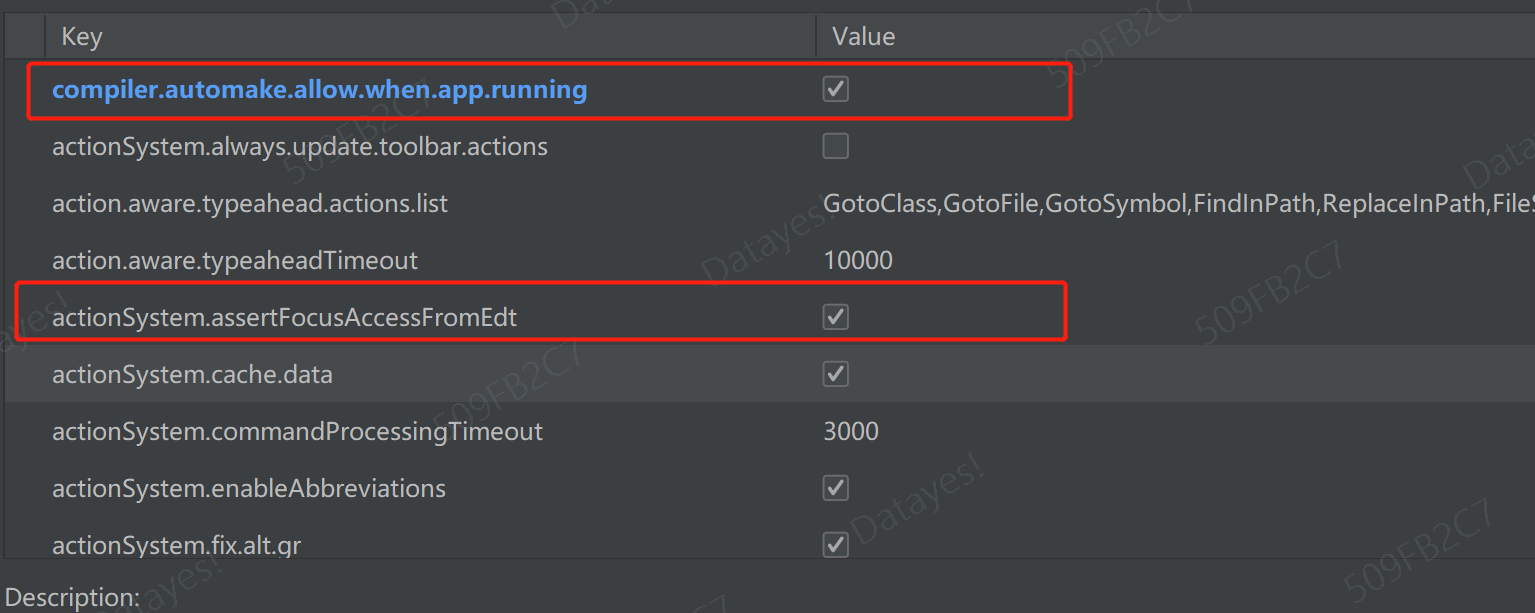 Key Value
compiler.automake.allow.when.app.running
actionSystem.always.update.toolbar.actions
action.aware.typeahead.actions.list GotoClass,GotoFile,GotoSymbol,FindInPath,ReplaceInPath,FileS
action.aware.typeaheadTimeout 10000
actionSystem.assertFocusAccessFromEdt
actionSystem.cache.data
actionSystem.commandProcessingTimeout 3000
actionSystem.enableAbbreviations
actionSystem.fix.alt.gr
Description:
Datayes!
509FB2C7